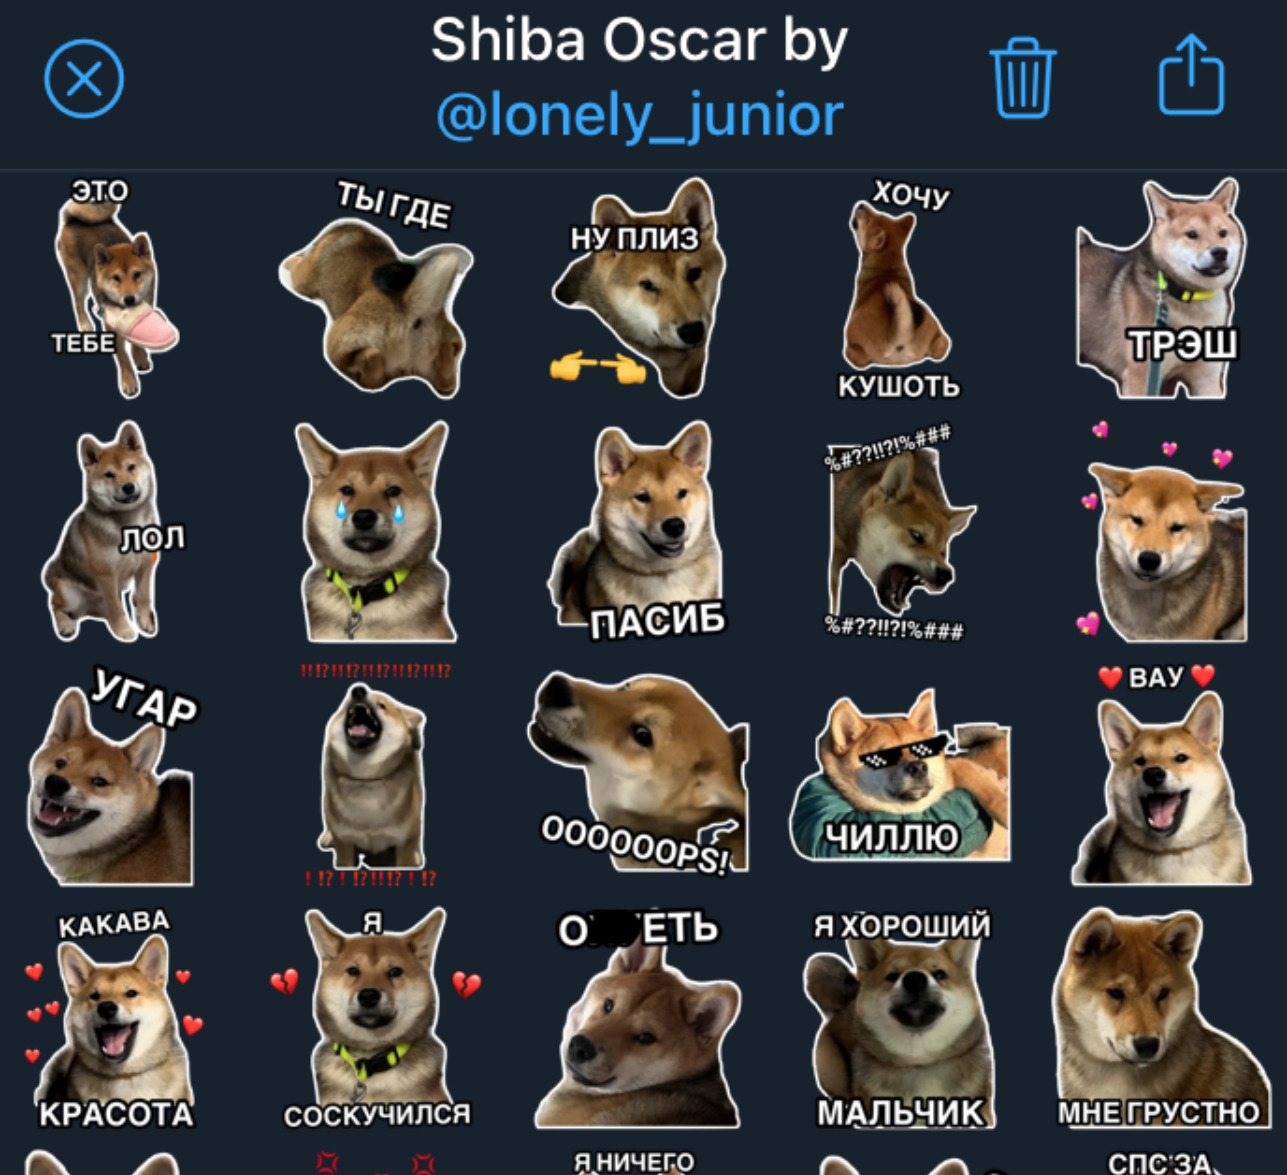 Shiba Oscar by
@lonely_junior
ЭТО
ТЕБЕ
ТЫ ГДЕ
НУ ПЛИЗ
ХОЧУ
КУШОТЬ
ТРЭШ
ЛОЛ
ПАСИБ
%#??!!?!%###
%#??!!?!%###
УГАР
‼⁉‼⁉‼⁉‼⁉‼⁉
! ⁉ ! ⁉‼⁉ ! ⁉
OOOOOOPS!
ЧИЛЛЮ
ВАУ
КАКАВА
КРАСОТА
Я
СОСКУЧИЛСЯ
О ЕТЬ
Я ХОРОШИЙ
МАЛЬЧИК
МНЕ ГРУСТНО
Я НИЧЕГО
СПС ЗА